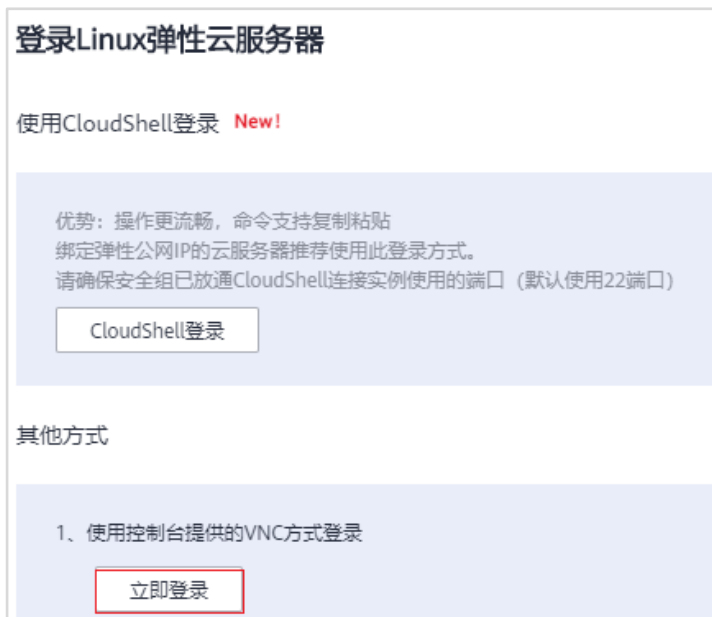 登录Linux弹性云服务器
使用CloudShell登录 New!
优势：操作更流畅，命令支持复制粘贴
绑定弹性公网IP的云服务器推荐使用此登录方式。
请确保安全组已放通CloudShell连接实例使用的端口（默认使用22端口）
CloudShell登录
其他方式
1、使用控制台提供的VNC方式登录
立即登录